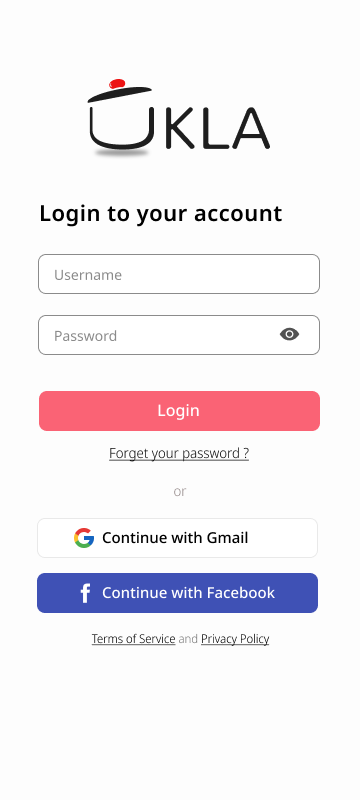 UKLA
Login to your account
Username
Password
Login
Forget your password ?
or
Continue with Gmail
Continue with Facebook
Terms of Service and Privacy Policy